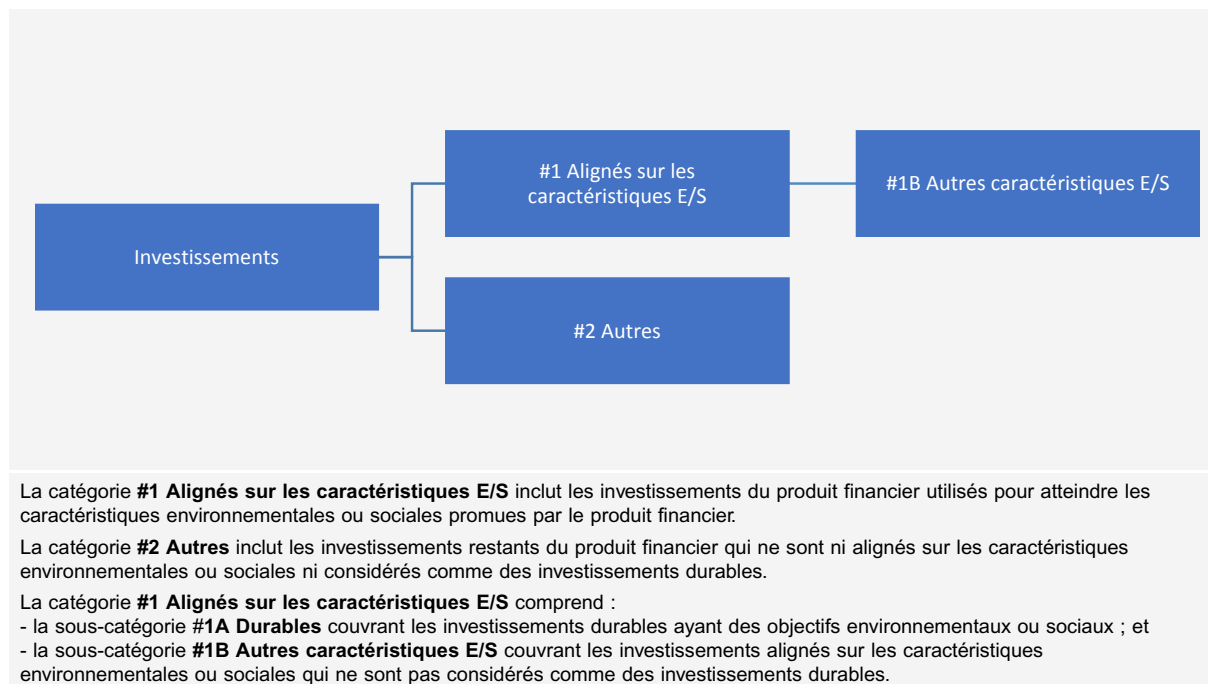 #1 Alignés sur les
caractéristiques E/S
#1B Autres caractéristiques E/S
Investissements
#2 Autres
La catégorie #1 Alignés sur les caractéristiques E/S inclut les investissements du produit financier utilisés pour atteindre les
caractéristiques environnementales ou sociales promues par le produit financier.
La catégorie #2 Autres inclut les investissements restants du produit financier qui ne sont ni alignés sur les caractéristiques
environnementales ou sociales ni considérés comme des investissements durables.
La catégorie #1 Alignés sur les caractéristiques E/S comprend :
- la sous-catégorie #1A Durables couvrant les investissements durables ayant des objectifs environnementaux ou sociaux ; et
- la sous-catégorie #1B Autres caractéristiques E/S couvrant les investissements alignés sur les caractéristiques
environnementales ou sociales qui ne sont pas considérés comme des investissements durables.